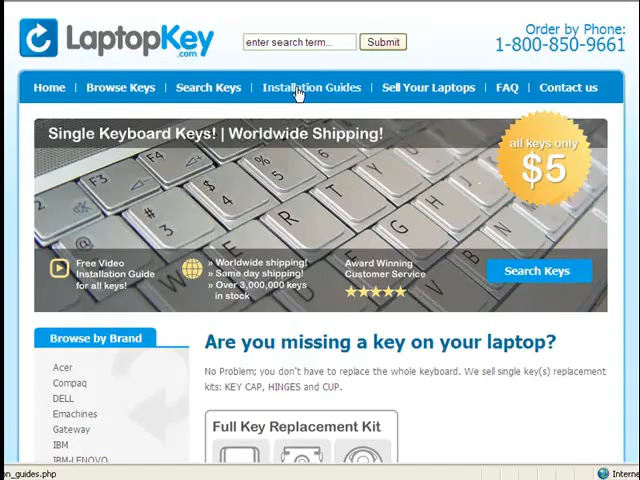 LaptopKey
.com
enter search term...
Submit
Order by Phone:
1-800-850-9661
Home
Browse Keys
Search Keys
Installation Guides
Sell Your Laptops
FAQ
Contact us
Single Keyboard Keys! | Worldwide Shipping!
all keys only
$5
Free Video
Installation Guide
for all keys!
» Worldwide shipping!
» Same day shipping!
» Over 3,000,000 keys
in stock
Award Winning
Customer Service
Search Keys
Browse by Brand
Acer
Compaq
DELL
Emachines
Gateway
IBM
IBM-LENOVO
Are you missing a key on your laptop?
No Problem; you don't have to replace the whole keyboard. We sell single key(s) replacement
kits: KEY CAP, HINGES and CUP.
Full Key Replacement Kit
on_guides.php
Interne